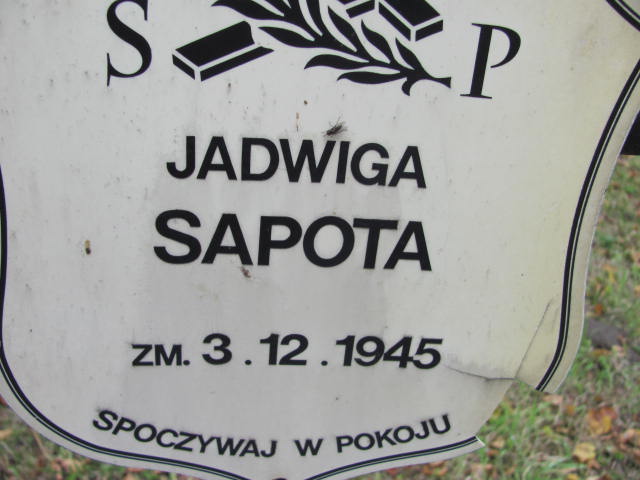 S P
JADWIGA
SAPOTA
ZM. 3.12.1945
SPOCZYWAJ W POKOJU